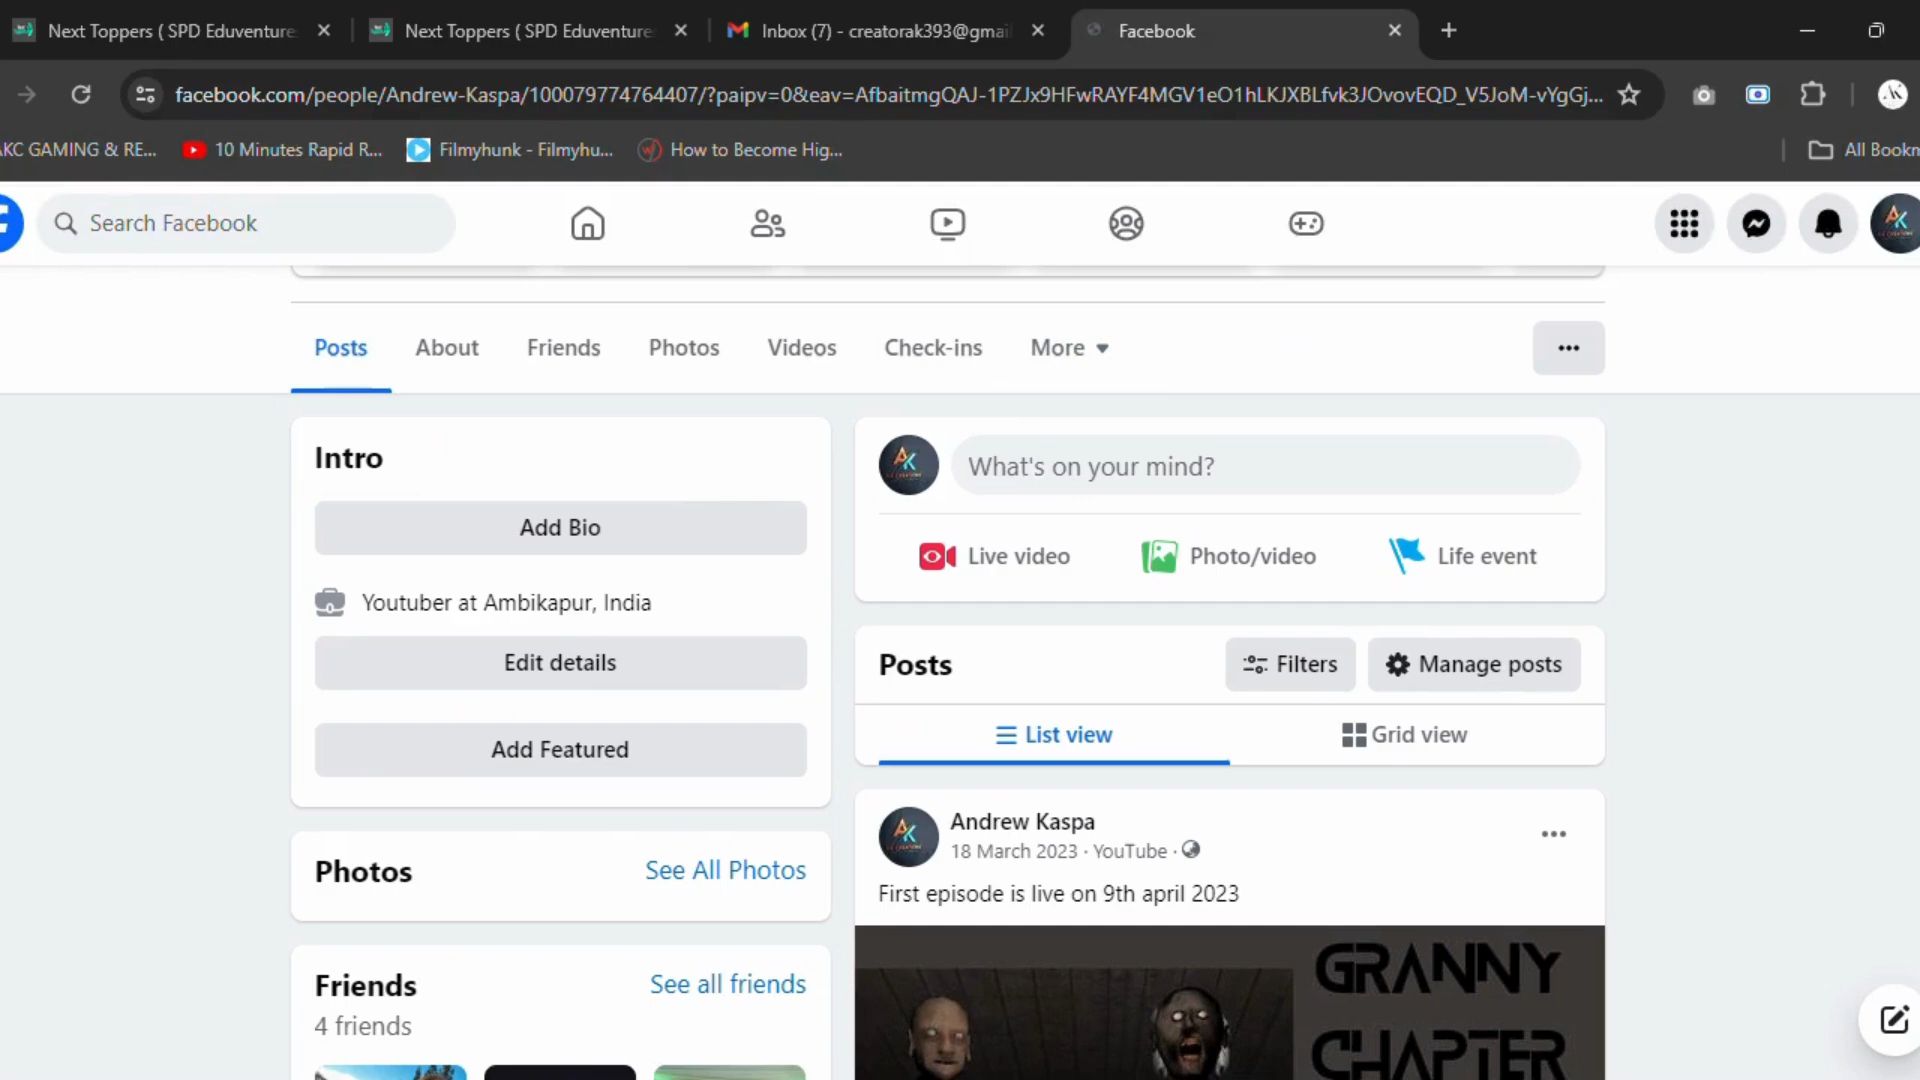 Next Toppers ( SPD Eduventure
Next Toppers ( SPD Eduventure
Inbox (7) - creatorak393@gmai
Facebook
facebook.com/people/Andrew-Kaspa/100079774764407/?paipv=0&eav=AfbaitmgQAJ-1PZJx9HFwRAYF4MGV1eO1hLKJXBLfvk3JOvovEQD_V5JoM-vYgGj...
AKC GAMING & RE...
10 Minutes Rapid R...
Filmyhunk - Filmyhu...
How to Become Hig...
All Bookm
Search Facebook
Posts
About
Friends
Photos
Videos
Check-ins
More
Intro
Add Bio
Youtuber at Ambikapur, India
Edit details
Add Featured
Photos
See All Photos
Friends
See all friends
4 friends
What's on your mind?
Live video
Photo/video
Life event
Posts
Filters
Manage posts
List view
Grid view
Andrew Kaspa
18 March 2023 · YouTube ·
First episode is live on 9th april 2023
GRANNY
CHAPTER